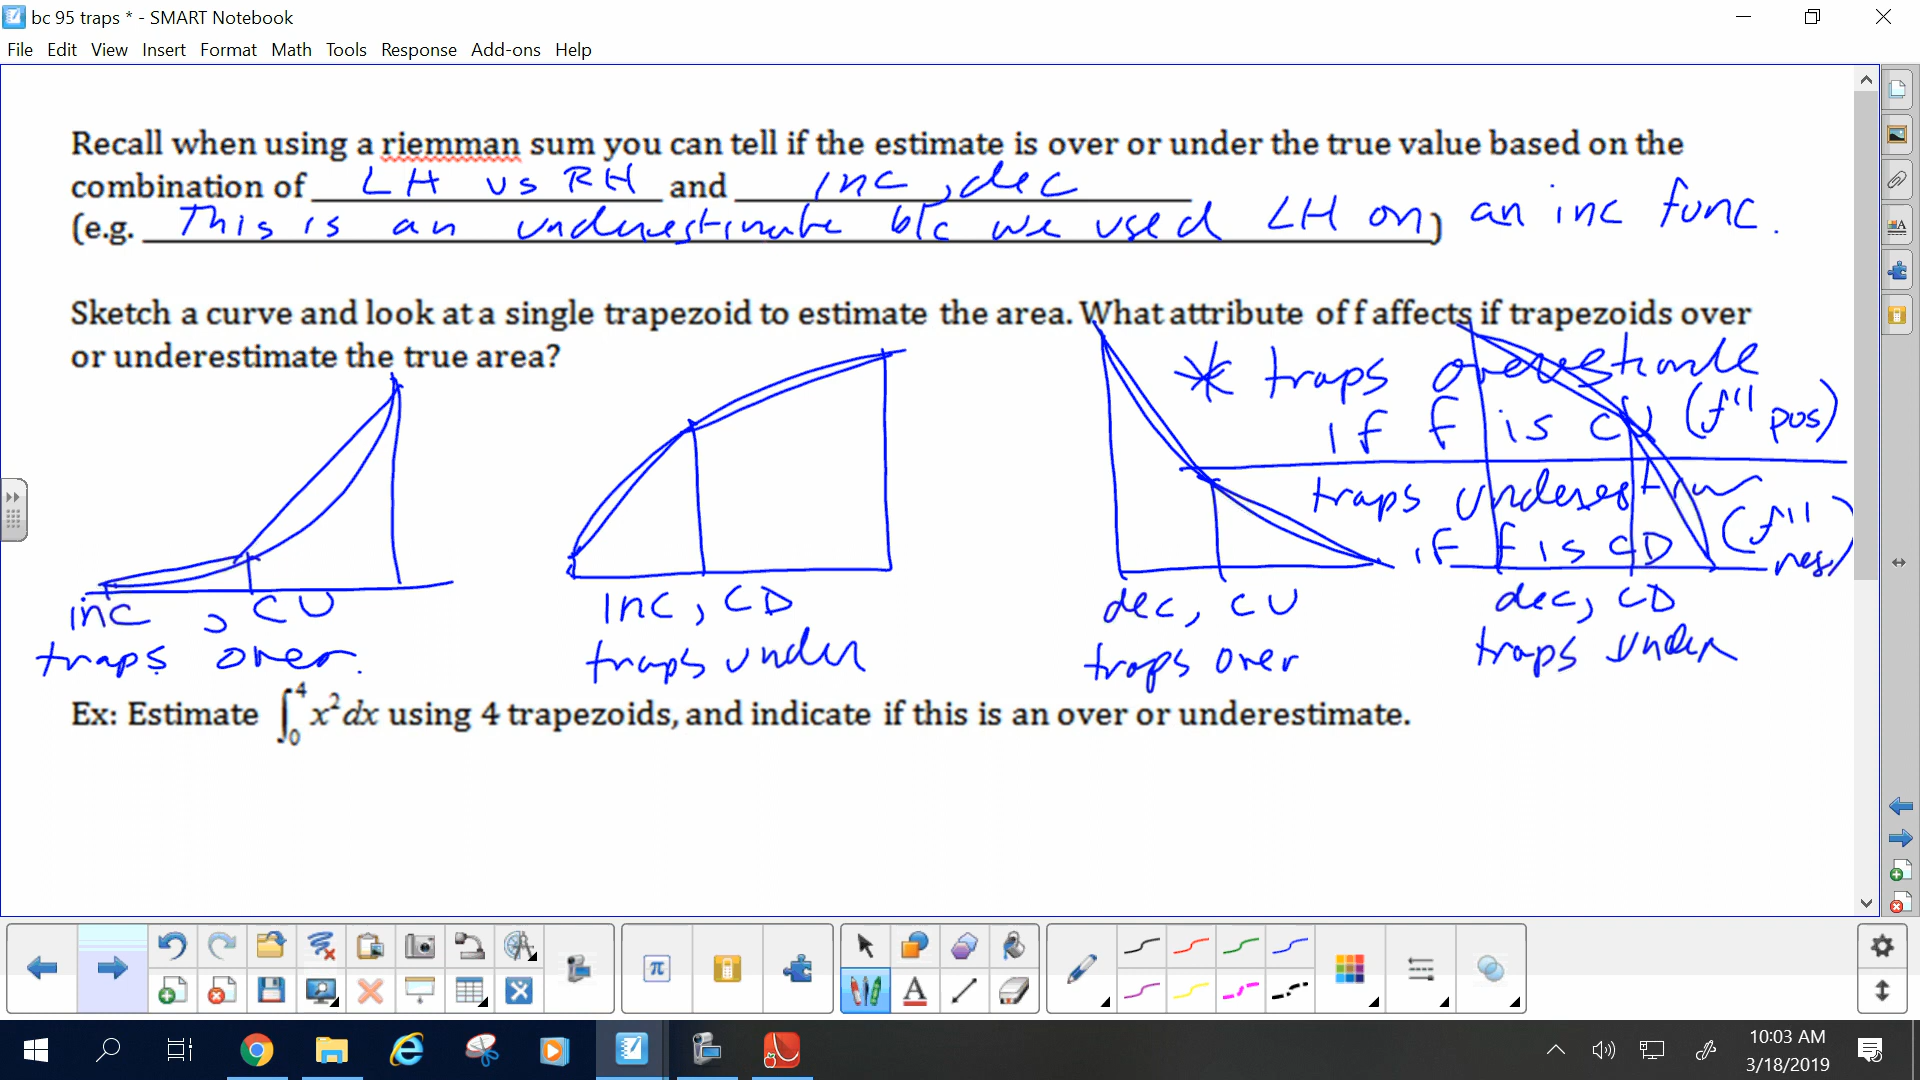 bc 95 traps * - SMART Notebook
File Edit View Insert Format Math Tools Response Add-ons Help
Recall when using a riemman sum you can tell if the estimate is over or under the true value based on the
combination of LH vs RH and inc, dec
(e.g. This is an underestimate b/c we used LH on) an inc func.
Sketch a curve and look at a single trapezoid to estimate the area. What attribute of f affects if trapezoids over
or underestimate the true area?
* traps overestimate
if f is CU (f'' pos)
traps underestim
if f is CD (f'' neg)
inc, CU
traps over.
inc, CD
traps under
dec, CU
traps over
dec, CD
traps under
Ex: Estimate ∫₀⁴ x² dx using 4 trapezoids, and indicate if this is an over or underestimate.
10:03 AM
3/18/2019